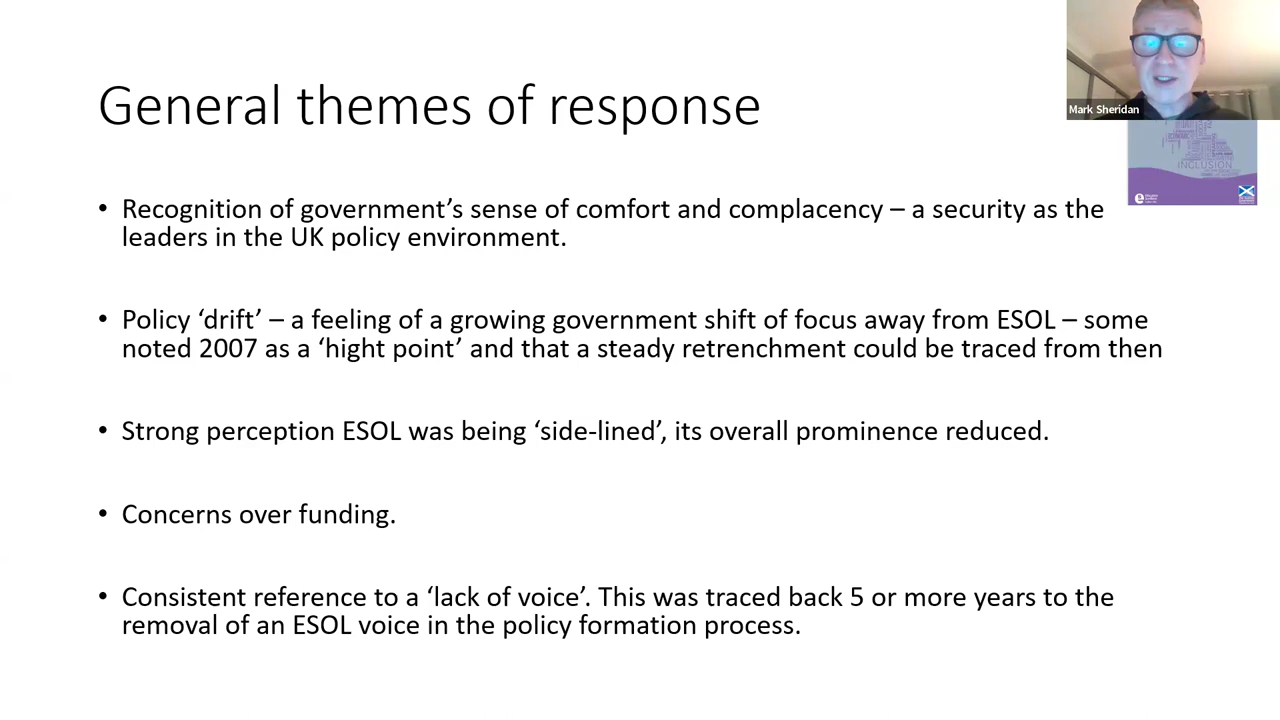 General themes of response
Mark Sheridan
INCLUSION
• Recognition of government’s sense of comfort and complacency – a security as the
leaders in the UK policy environment.
• Policy ‘drift’ – a feeling of a growing government shift of focus away from ESOL – some
noted 2007 as a ‘hight point’ and that a steady retrenchment could be traced from then
• Strong perception ESOL was being ‘side-lined’, its overall prominence reduced.
• Concerns over funding.
• Consistent reference to a ‘lack of voice’. This was traced back 5 or more years to the
removal of an ESOL voice in the policy formation process.